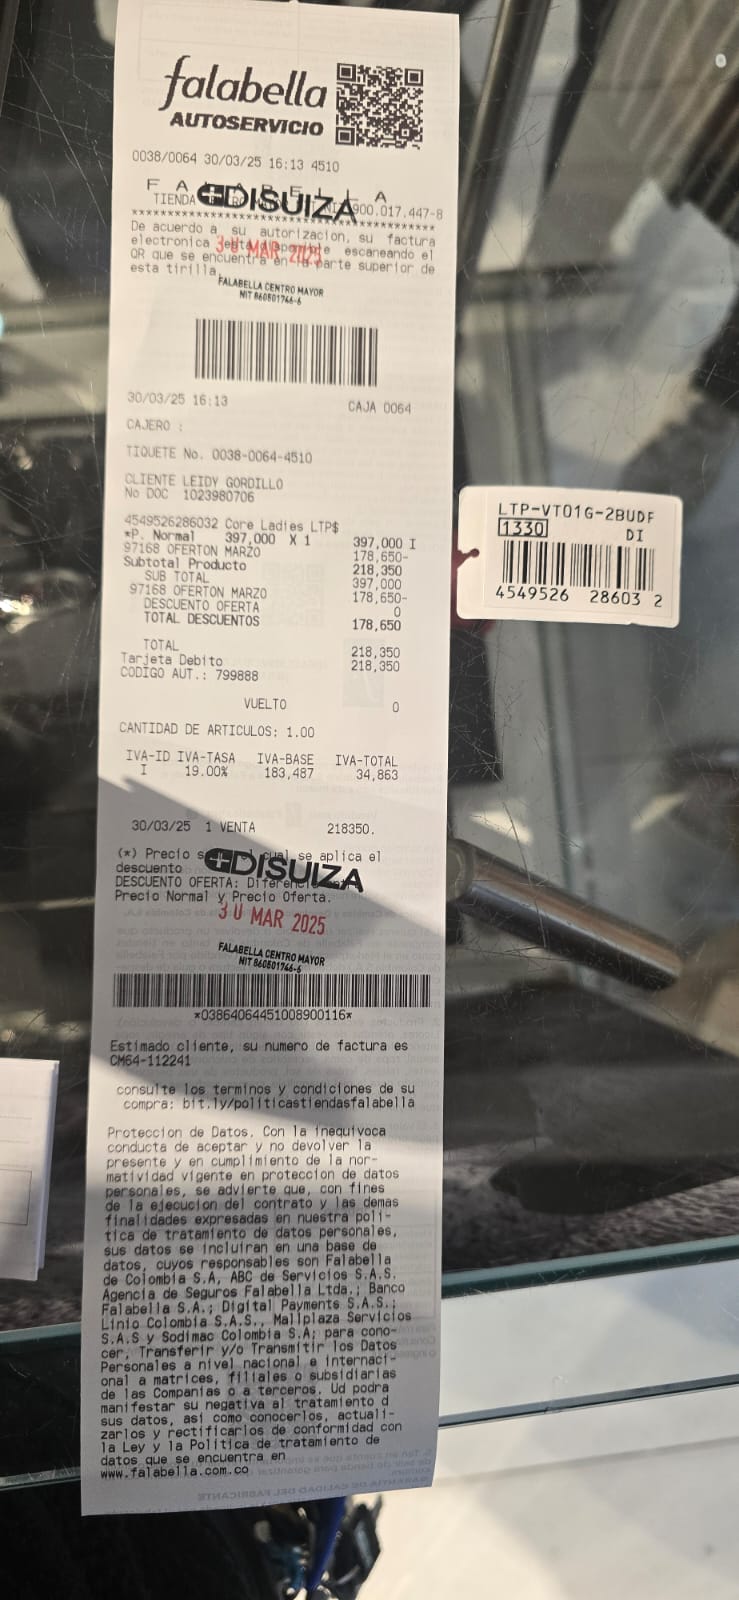 falabella
AUTOSERVICIO
0038/0064 30/03/25 16:13 4510
F A L A B E L L A
DISUIZA
TIENDA 900.017.447-8
************************************
De acuerdo a su autorizacion, su factura
electronica escaneando el
30 MAR 2025
QR que se encuentra en la parte superior de
esta tirilla.
FALABELLA CENTRO MAYOR
NIT 860501746-6
30/03/25 16:13
CAJA 0064
CAJERO :
TIQUETE No. 0038-0064-4510
CLIENTE LEIDY GORDILLO
No DOC 1023980706
4549526286032 Core Ladies LTP$
*P. Normal 397,000 X 1 397,000 I
97168 OFERTON MARZO 178,650-
Subtotal Producto 218,350
SUB TOTAL 397,000
97168 OFERTON MARZO 178,650-
DESCUENTO OFERTA 0
TOTAL DESCUENTOS 178,650
TOTAL 218,350
Tarjeta Debito 218,350
CODIGO AUT.: 799888
VUELTO 0
CANTIDAD DE ARTICULOS: 1.00
IVA-ID IVA-TASA IVA-BASE IVA-TOTAL
I 19.00% 183,487 34,863
30/03/25 1 VENTA 218350.
(*) Precio se aplica el
descuento
DISUIZA
DESCUENTO OFERTA: Diferencia
Precio Normal y Precio Oferta.
30 MAR 2025
FALABELLA CENTRO MAYOR
NIT 860501746-6
*03864064451008900116*
Estimado cliente, su numero de factura es
CM64-112241
consulte los terminos y condiciones de su
compra: bit.ly/politicastiendasfalabella
Proteccion de Datos. Con la inequivoca
conducta de aceptar y no devolver la
presente y en cumplimiento de la nor-
matividad vigente en proteccion de datos
personales, se advierte que, con fines
de la ejecucion del contrato y las demas
finalidades expresadas en nuestra poli-
tica de tratamiento de datos personales,
sus datos se incluiran en una base de
datos, cuyos responsables son Falabella
de Colombia S.A, ABC de Servicios S.A.S.
Agencia de Seguros Falabella Ltda.; Banco
Falabella S.A.; Digital Payments S.A.S.;
Linio Colombia S.A.S., Mallplaza Servicios
S.A.S y Sodimac Colombia S.A; para cono-
cer, Transferir y/o Transmitir los Datos
Personales a nivel nacional e internaci-
onal a matrices, filiales o subsidiarias
de las Companias o a terceros. Ud podra
manifestar su negativa al tratamiento d
sus datos, asi como conocerlos, actuali-
zarlos y rectificarlos de conformidad con
la Ley y la Politica de tratamiento de
datos que se encuentra en
www.falabella.com.co
LTP-VT01G-2BUDF
1330 DI
4549526 28603 2